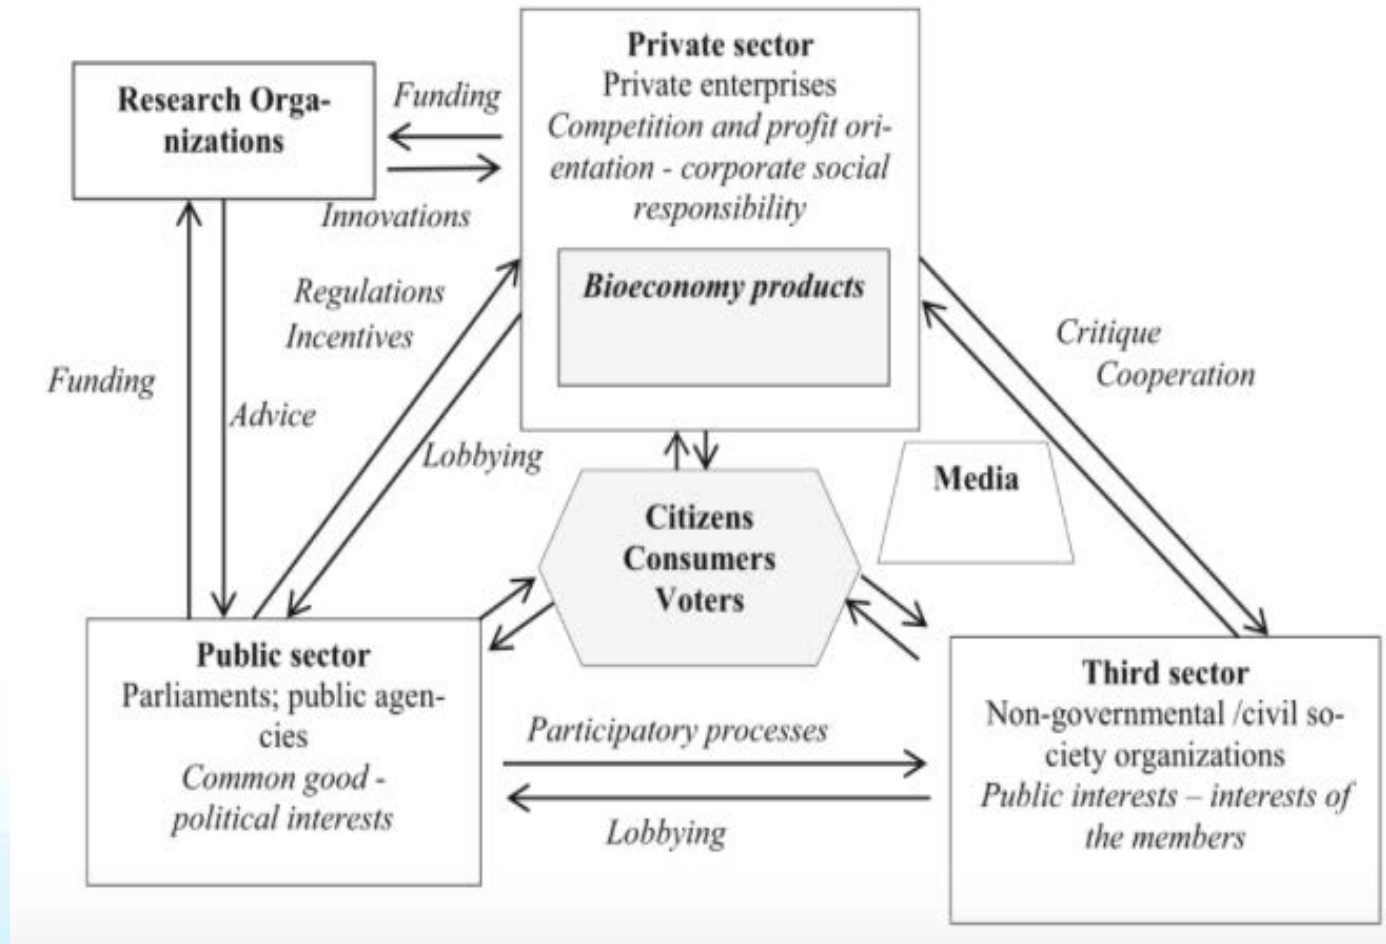 Private sector
Private enterprises
Competition and profit ori-
entation - corporate social
responsibility
Bioeconomy products
Research Orga-
nizations
Funding
Innovations
Regulations
Incentives
Funding
Advice
Lobbying
Critique
Cooperation
Media
Citizens
Consumers
Voters
Public sector
Parliaments; public agen-
cies
Common good -
political interests
Participatory processes
Lobbying
Third sector
Non-governmental /civil so-
ciety organizations
Public interests – interests of
the members